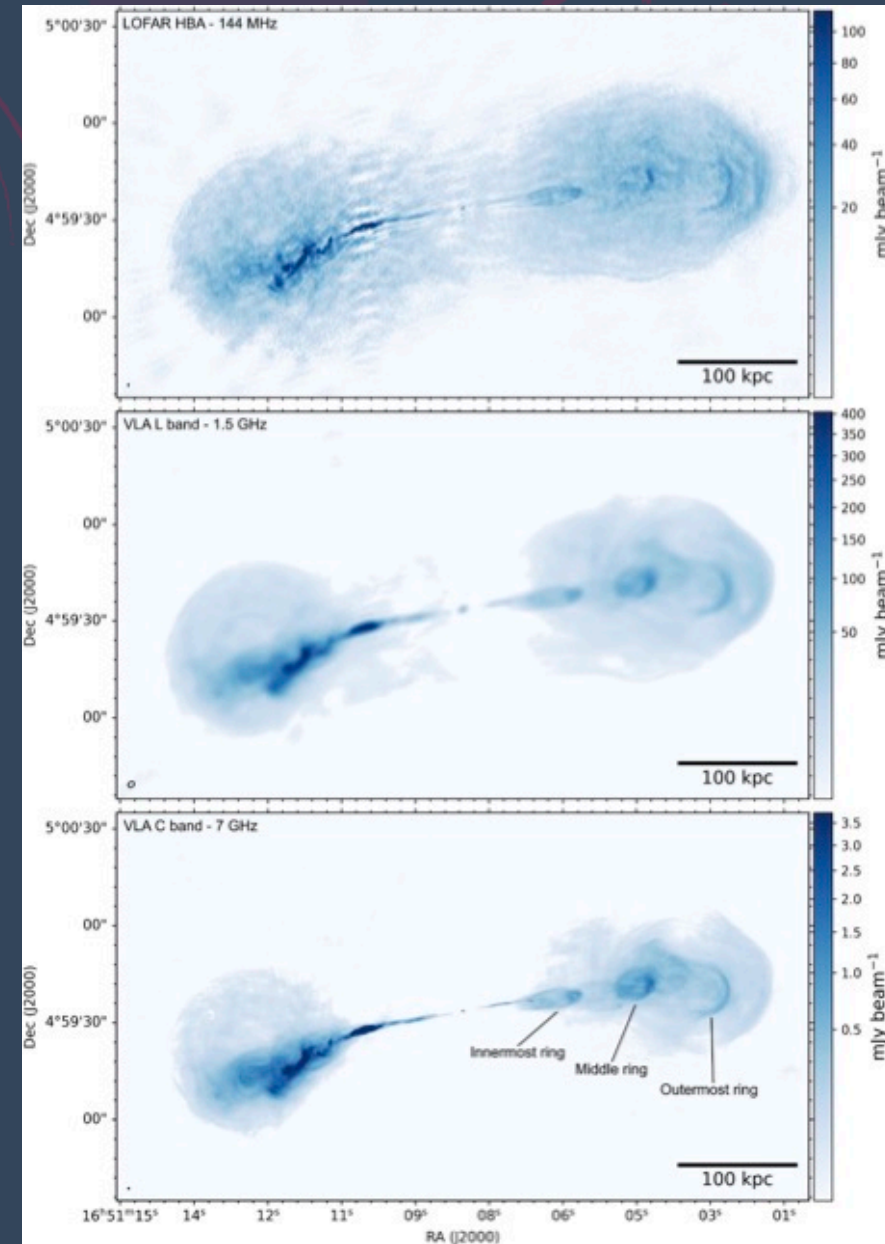 LOFAR HBA - 144 MHz
5°00'30"
00"
4°59'30"
00"
Dec (J2000)
100 kpc
100
80
60
40
20
mJy beam⁻¹
VLA L band - 1.5 GHz
5°00'30"
00"
4°59'30"
00"
Dec (J2000)
100 kpc
400
350
300
250
200
150
100
50
mJy beam⁻¹
VLA C band - 7 GHz
5°00'30"
00"
4°59'30"
00"
Dec (J2000)
Innermost ring
Middle ring
Outermost ring
100 kpc
3.5
3.0
2.5
2.0
1.5
1.0
0.5
mJy beam⁻¹
16ʰ51ᵐ15ˢ 14ˢ 12ˢ 11ˢ 09ˢ 08ˢ 06ˢ 05ˢ 03ˢ 01ˢ
RA (J2000)